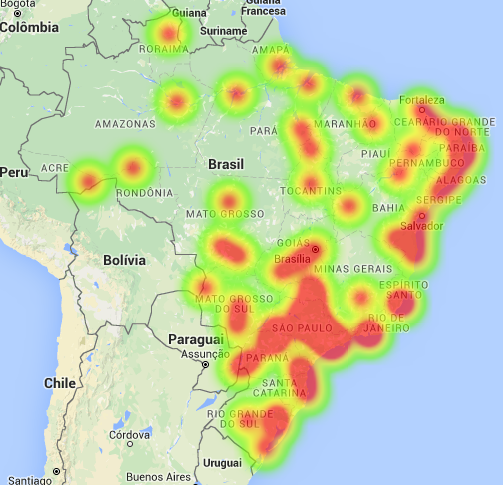 Bogotá
Colômbia
Guiana
Guiana
Francesa
Suriname
RORAIMA
AMAPÁ
AMAZONAS
PARÁ
MARANHÃO
Fortaleza
CEARÁ
RIO GRANDE
DO NORTE
PARAÍBA
PIAUÍ
PERNAMBUCO
ALAGOAS
SERGIPE
Peru
ACRE
Brasil
RONDÔNIA
TOCANTINS
MATO GROSSO
BAHIA
Salvador
GOIÁS
Brasília
Bolívia
MINAS GERAIS
ESPÍRITO
SANTO
MATO GROSSO
DO SUL
SÃO PAULO
RIO DE
JANEIRO
Paraguai
Assunção
PARANÁ
Chile
SANTA
CATARINA
RIO GRANDE
DO SUL
Córdova
Uruguai
Santiago
Buenos Aires